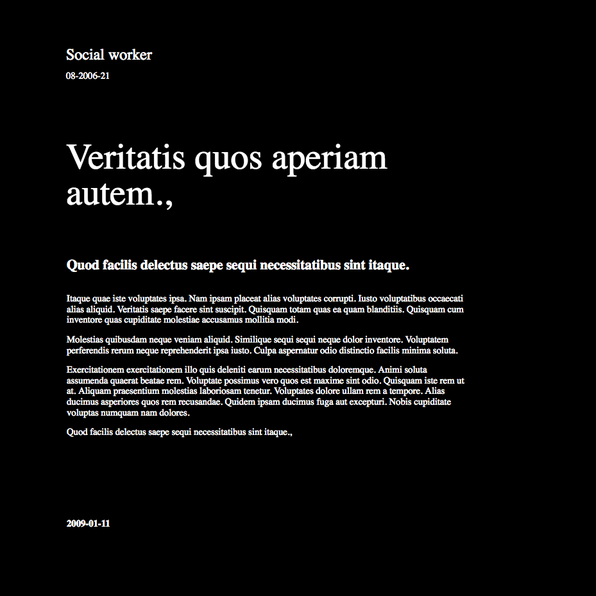 Social worker
08-2006-21
Veritatis quos aperiam
autem.,
Quod facilis delectus saepe sequi necessitatibus sint itaque.
Itaque quae iste voluptates ipsa. Nam ipsam placeat alias voluptates corrupti. Iusto voluptatibus occaecati
alias aliquid. Veritatis saepe facere sint suscipit. Quisquam totam quas ea quam blanditiis. Quisquam cum
inventore quas cupiditate molestiae accusamus mollitia modi.
Molestias quibusdam neque veniam aliquid. Similique sequi sequi neque dolor inventore. Voluptatem
perferendis rerum neque reprehenderit ipsa iusto. Culpa aspernatur odio distinctio facilis minima soluta.
Exercitationem exercitationem illo quis deleniti earum necessitatibus doloremque. Animi soluta
assumenda quaerat beatae rem. Voluptate possimus vero quos est maxime sint odio. Quisquam iste rem ut
at. Aliquam praesentium molestias laboriosam tenetur. Voluptates dolore ullam rem a tempore. Alias
ducimus asperiores quos rem recusandae. Quidem ipsam ducimus fuga aut excepturi. Nobis cupiditate
voluptas numquam nam dolores.
Quod facilis delectus saepe sequi necessitatibus sint itaque.,
2009-01-11